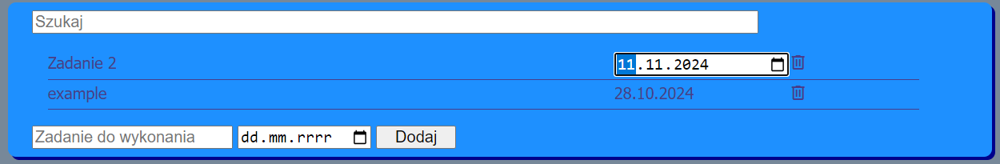 Szukaj
Zadanie 2 11.11.2024
example 28.10.2024
Zadanie do wykonania dd.mm.rrrr Dodaj